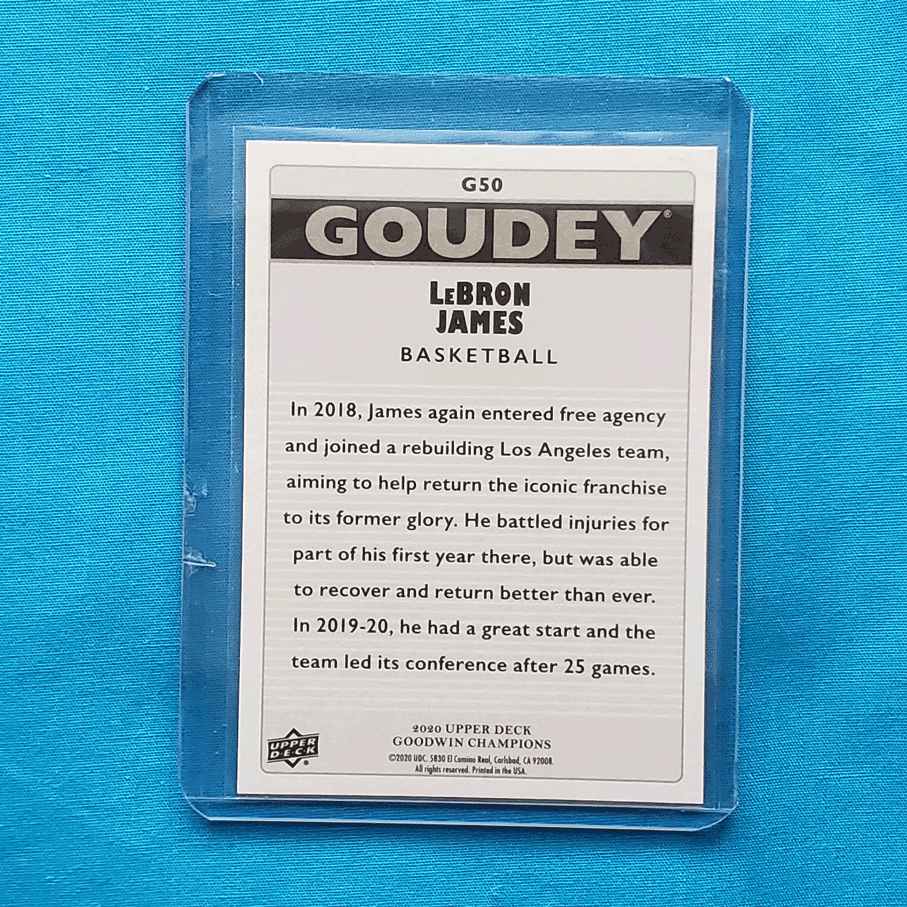 G50
GOUDEY®
LeBRON
JAMES
BASKETBALL
In 2018, James again entered free agency
and joined a rebuilding Los Angeles team,
aiming to help return the iconic franchise
to its former glory. He battled injuries for
part of his first year there, but was able
to recover and return better than ever.
In 2019-20, he had a great start and the
team led its conference after 25 games.
2020 UPPER DECK
GOODWIN CHAMPIONS
©2020 UDC. 5830 El Camino Real, Carlsbad, CA 92008.
All rights reserved. Printed in the USA.
UPPER
D•E•C•K